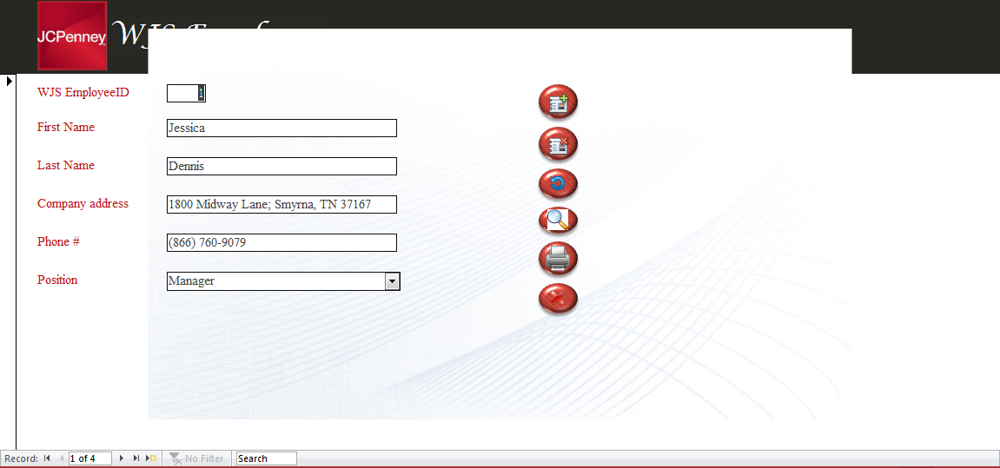 JCPenney
WJS
WJS EmployeeID 1
First Name Jessica
Last Name Dennis
Company address 1800 Midway Lane; Smyrna, TN 37167
Phone # (866) 760-9079
Position Manager
Record: 1 of 4 No Filter Search